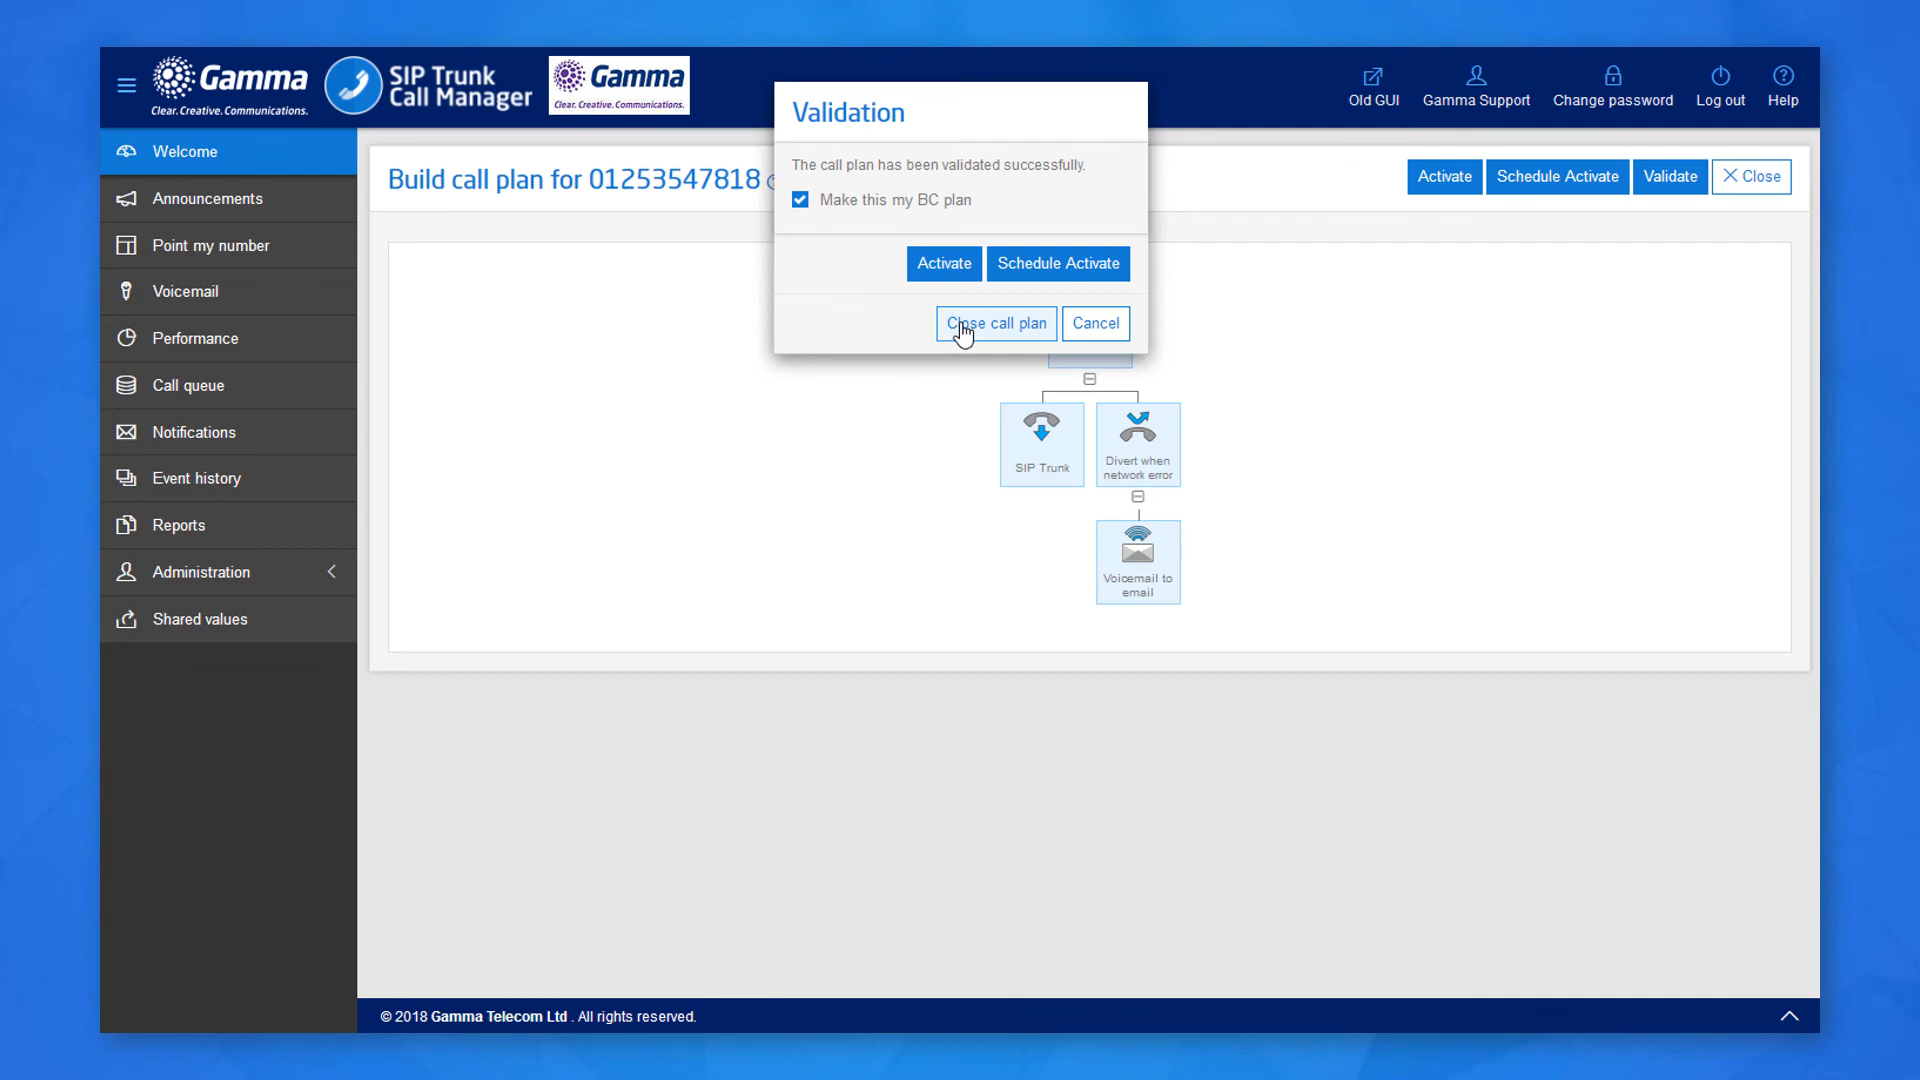 Gamma
Clear. Creative. Communications.
SIP Trunk
Call Manager
Gamma
Clear. Creative. Communications.
Old GUI
Gamma Support
Change password
Log out
Help
Welcome
Announcements
Point my number
Voicemail
Performance
Call queue
Notifications
Event history
Reports
Administration
Shared values
Build call plan for 01253547818
Activate
Schedule Activate
Validate
Close
Validation
The call plan has been validated successfully.
Make this my BC plan
Activate
Schedule Activate
Close call plan
Cancel
SIP Trunk
Divert when
network error
Voicemail to
email
© 2018 Gamma Telecom Ltd . All rights reserved.